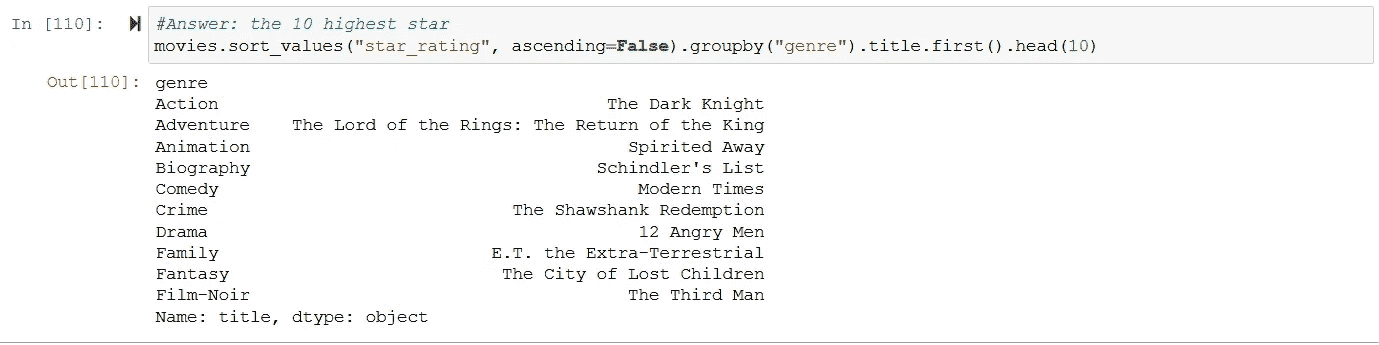 In [110]: #Answer: the 10 highest star
movies.sort_values("star_rating", ascending=False).groupby("genre").title.first().head(10)
Out[110]: genre
Action The Dark Knight
Adventure The Lord of the Rings: The Return of the King
Animation Spirited Away
Biography Schindler's List
Comedy Modern Times
Crime The Shawshank Redemption
Drama 12 Angry Men
Family E.T. the Extra-Terrestrial
Fantasy The City of Lost Children
Film-Noir The Third Man
Name: title, dtype: object